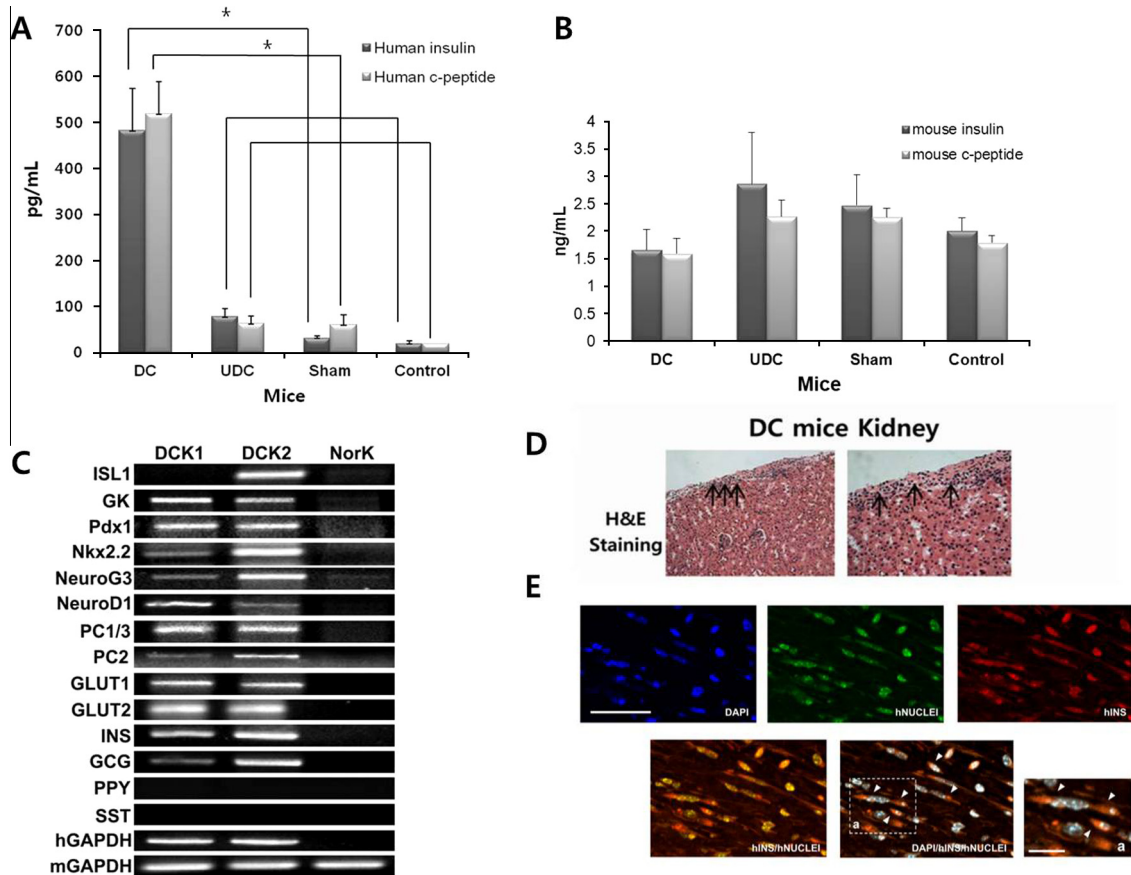 A
*
*
700
600
500
400
300
200
100
0
pg/mL
Human insulin
Human c-peptide
DC UDC Sham Control
Mice
B
4
3.5
3
2.5
2
1.5
1
0.5
0
ng/mL
mouse insulin
mouse c-peptide
DC UDC Sham Control
Mice
C
DCK1 DCK2 NorK
ISL1
GK
Pdx1
Nkx2.2
NeuroG3
NeuroD1
PC1/3
PC2
GLUT1
GLUT2
INS
GCG
PPY
SST
hGAPDH
mGAPDH
D
DC mice Kidney
H&E
Staining
E
DAPI
hNUCLEI
hINS
hINS/hNUCLEI
a
DAPI/hINS/hNUCLEI
a